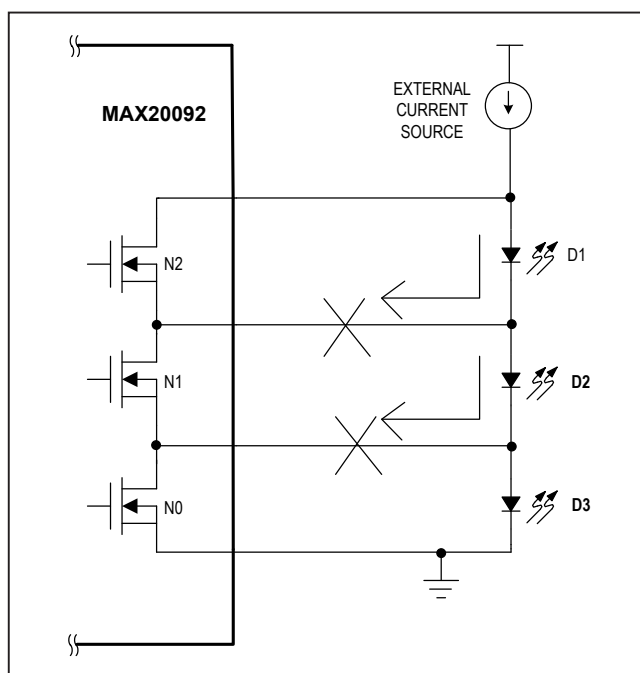 MAX20092
EXTERNAL
CURRENT
SOURCE
N2
D1
N1
D2
N0
D3